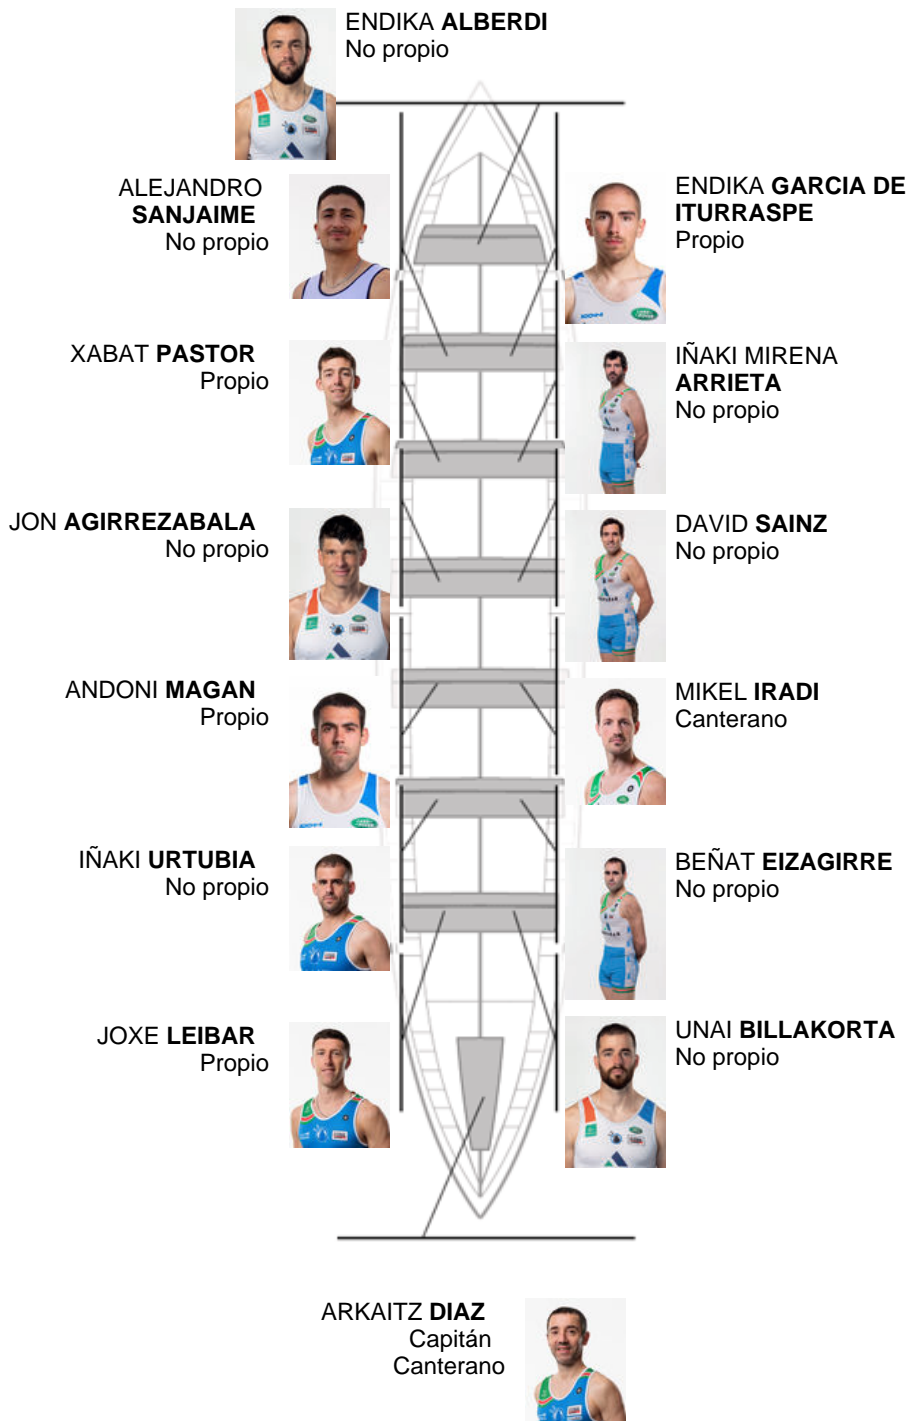 ENDIKA ALBERDI
No propio
ALEJANDRO
SANJAIME
No propio
ENDIKA GARCIA DE
ITURRASPE
Propio
XABAT PASTOR
Propio
IÑAKI MIRENA
ARRIETA
No propio
JON AGIRREZABALA
No propio
DAVID SAINZ
No propio
ANDONI MAGAN
Propio
MIKEL IRADI
Canterano
IÑAKI URTUBIA
No propio
BEÑAT EIZAGIRRE
No propio
JOXE LEIBAR
Propio
UNAI BILLAKORTA
No propio
ARKAITZ DIAZ
Capitán
Canterano